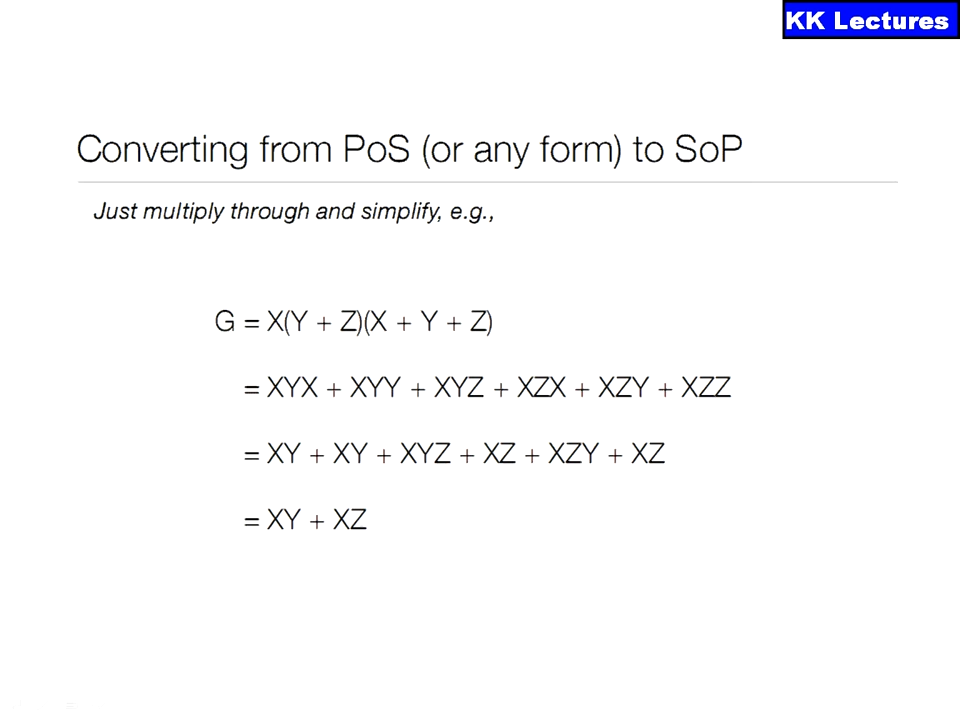 KK Lectures
Converting from PoS (or any form) to SoP
Just multiply through and simplify, e.g.,
G = X(Y + Z)(X + Y + Z)
= XYX + XYY + XYZ + XZX + XZY + XZZ
= XY + XY + XYZ + XZ + XZY + XZ
= XY + XZ